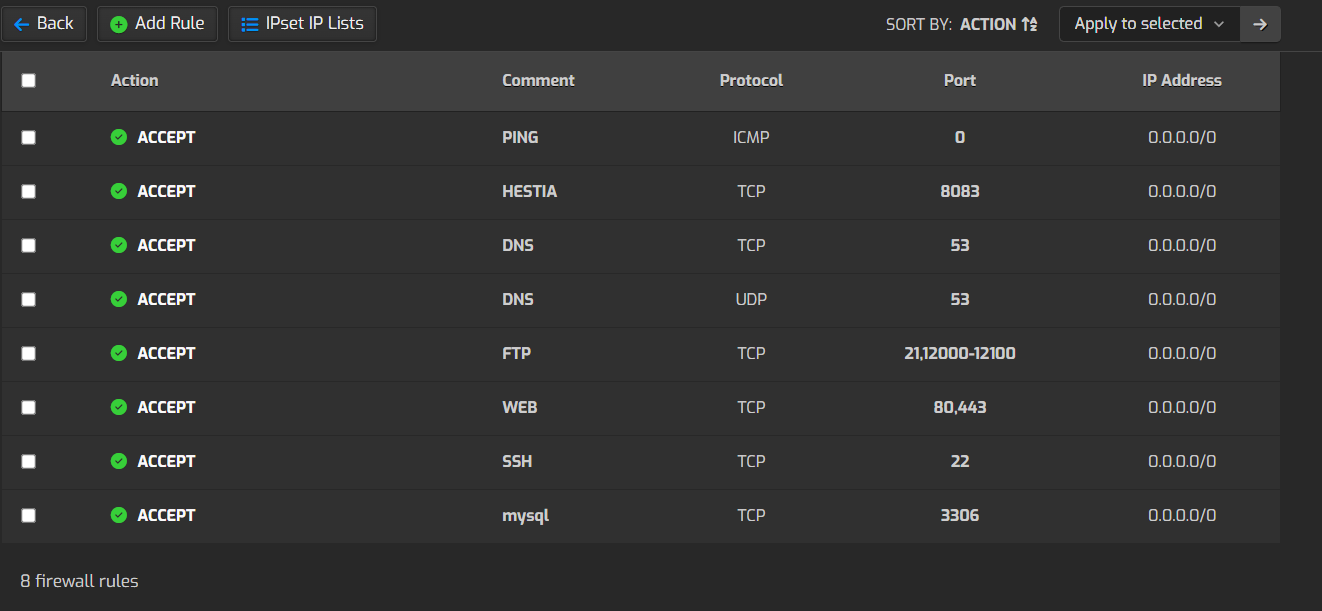 Back Add Rule IPset IP Lists SORT BY: ACTION Apply to selected
Action Comment Protocol Port IP Address
ACCEPT PING ICMP 0 0.0.0.0/0
ACCEPT HESTIA TCP 8083 0.0.0.0/0
ACCEPT DNS TCP 53 0.0.0.0/0
ACCEPT DNS UDP 53 0.0.0.0/0
ACCEPT FTP TCP 21,12000-12100 0.0.0.0/0
ACCEPT WEB TCP 80,443 0.0.0.0/0
ACCEPT SSH TCP 22 0.0.0.0/0
ACCEPT mysql TCP 3306 0.0.0.0/0
8 firewall rules